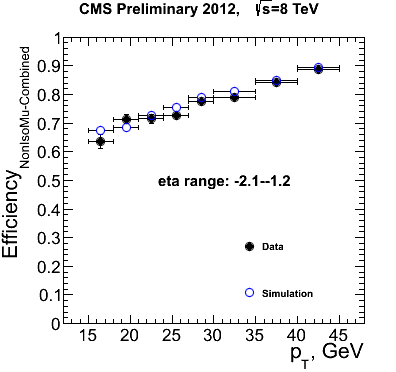 CMS Preliminary 2012, √s=8 TeV
Efficiency NonIsoMu-Combined
1
0.9
0.8
0.7
0.6
0.5
0.4
0.3
0.2
0.1
0
eta range: -2.1--1.2
Data
Simulation
15 20 25 30 35 40 45
p_T, GeV